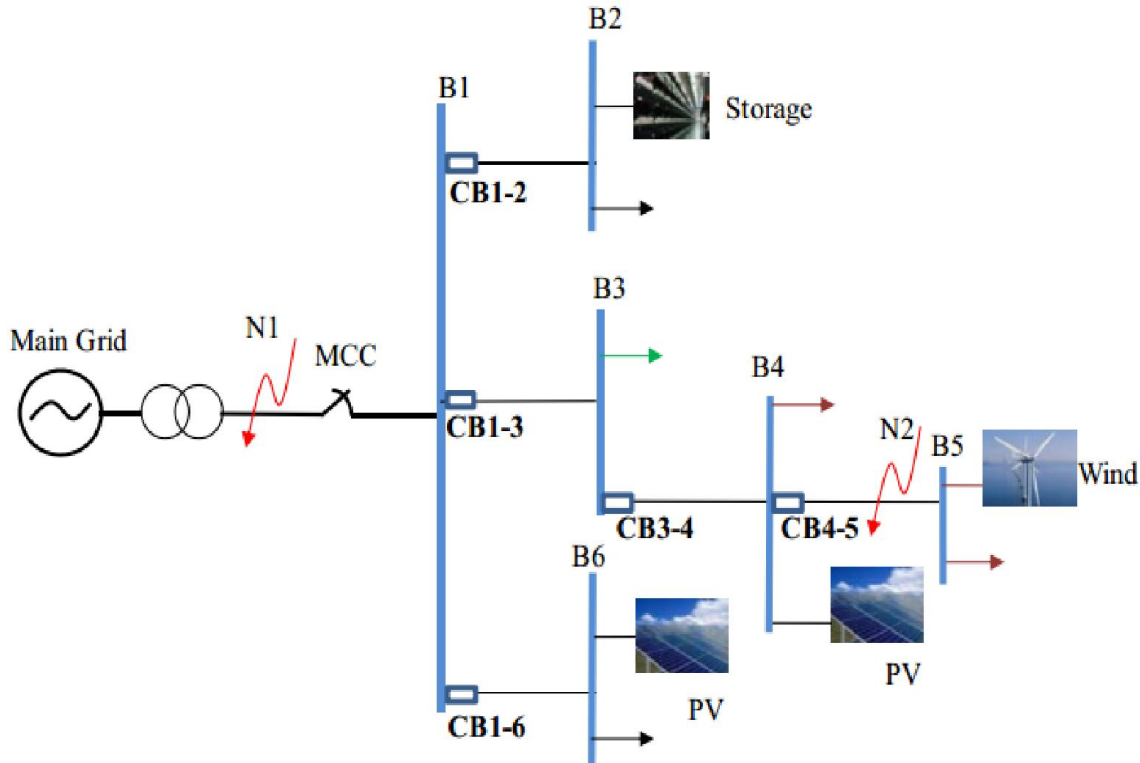 B2
B1
Storage
CB1-2
B3
N1
Main Grid
MCC
B4
CB1-3
N2
B5
Wind
CB3-4
CB4-5
B6
PV
PV
CB1-6